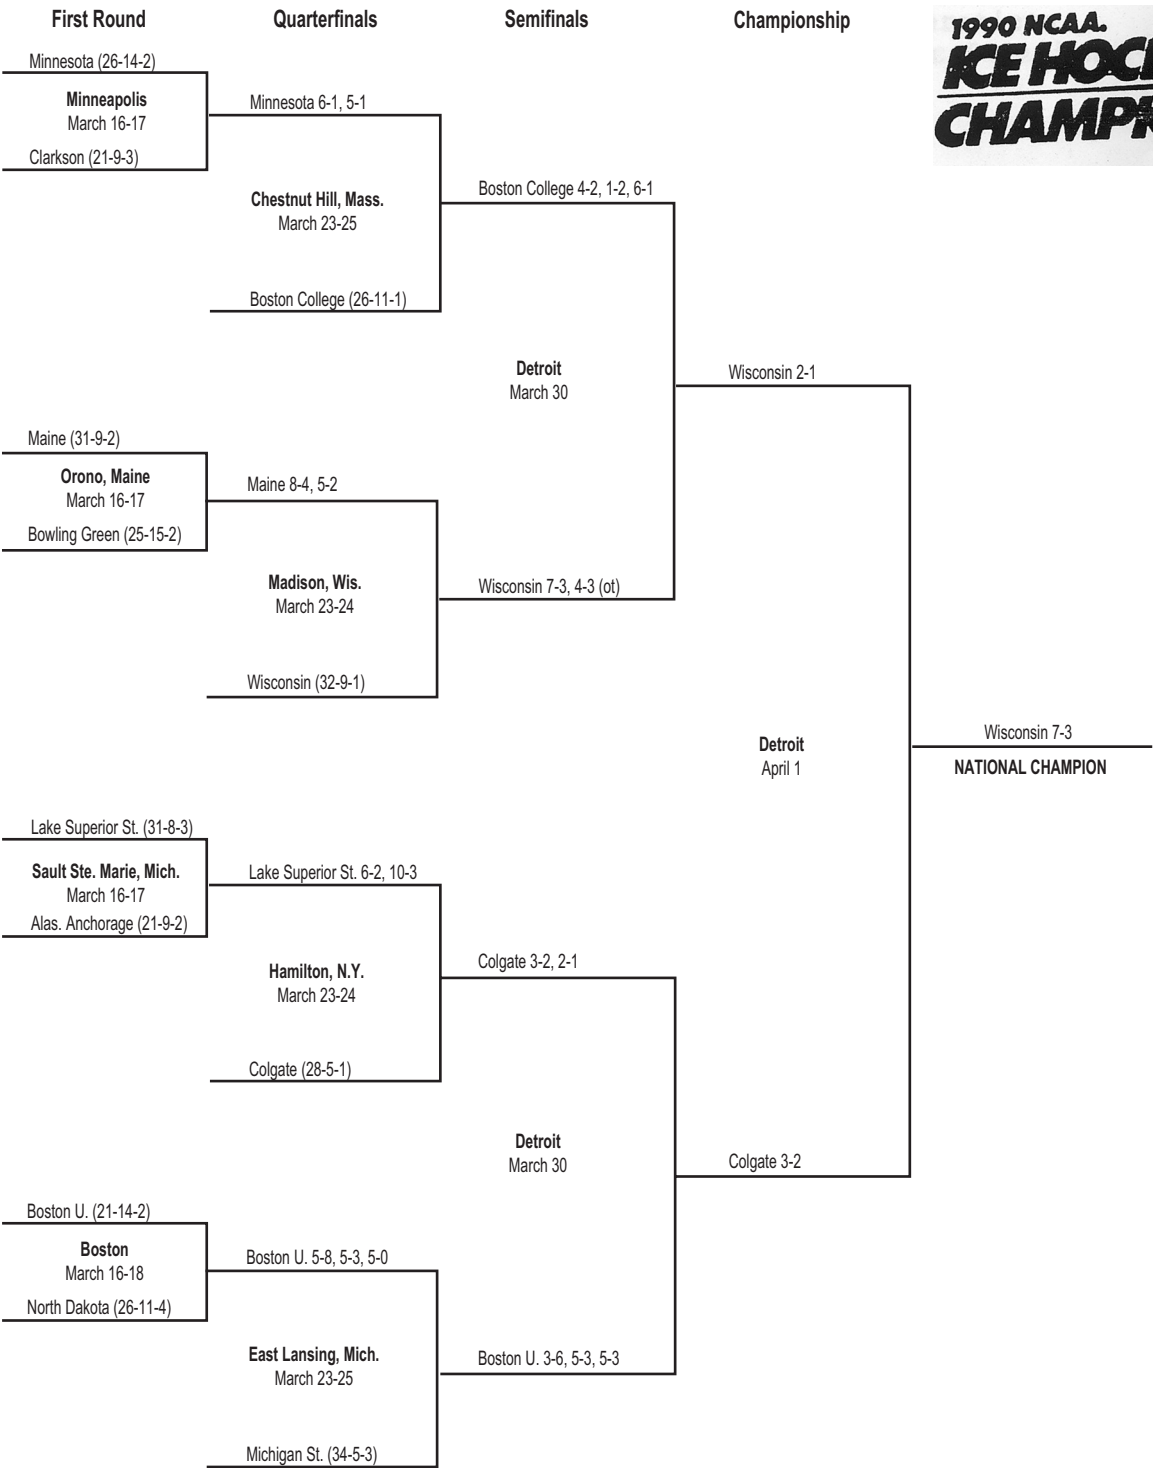 First Round
Quarterfinals
Semifinals
Championship
1990 NCAA.
Minnesota (26-14-2)
Minneapolis
March 16-17
Clarkson (21-9-3)
Minnesota 6-1, 5-1
Chestnut Hill, Mass.
March 23-25
Boston College (26-11-1)
Boston College 4-2, 1-2, 6-1
Detroit
March 30
Wisconsin 2-1
Maine (31-9-2)
Orono, Maine
March 16-17
Bowling Green (25-15-2)
Maine 8-4, 5-2
Madison, Wis.
March 23-24
Wisconsin (32-9-1)
Wisconsin 7-3, 4-3 (ot)
Detroit
April 1
Wisconsin 7-3
NATIONAL CHAMPION
Lake Superior St. (31-8-3)
Sault Ste. Marie, Mich.
March 16-17
Alas. Anchorage (21-9-2)
Lake Superior St. 6-2, 10-3
Hamilton, N.Y.
March 23-24
Colgate (28-5-1)
Colgate 3-2, 2-1
Detroit
March 30
Colgate 3-2
Boston U. (21-14-2)
Boston
March 16-18
North Dakota (26-11-4)
Boston U. 5-8, 5-3, 5-0
East Lansing, Mich.
March 23-25
Michigan St. (34-5-3)
Boston U. 3-6, 5-3, 5-3
ICE